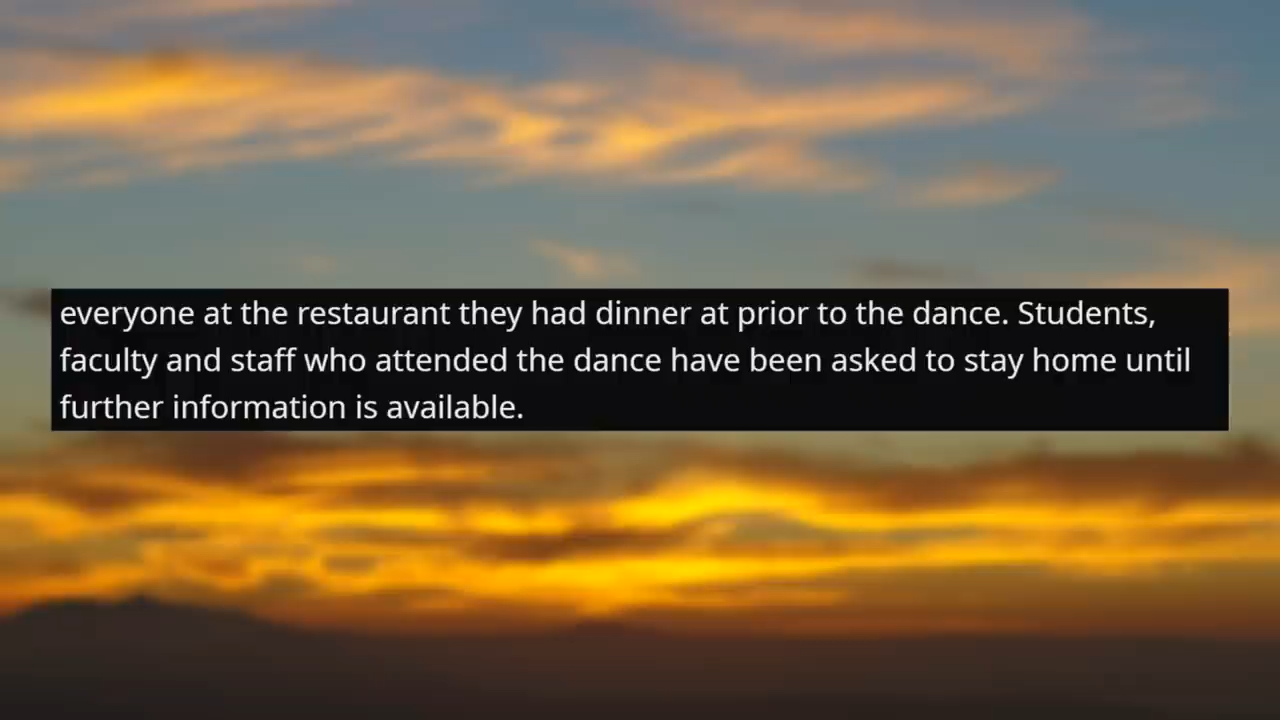 everyone at the restaurant they had dinner at prior to the dance. Students,
faculty and staff who attended the dance have been asked to stay home until
further information is available.